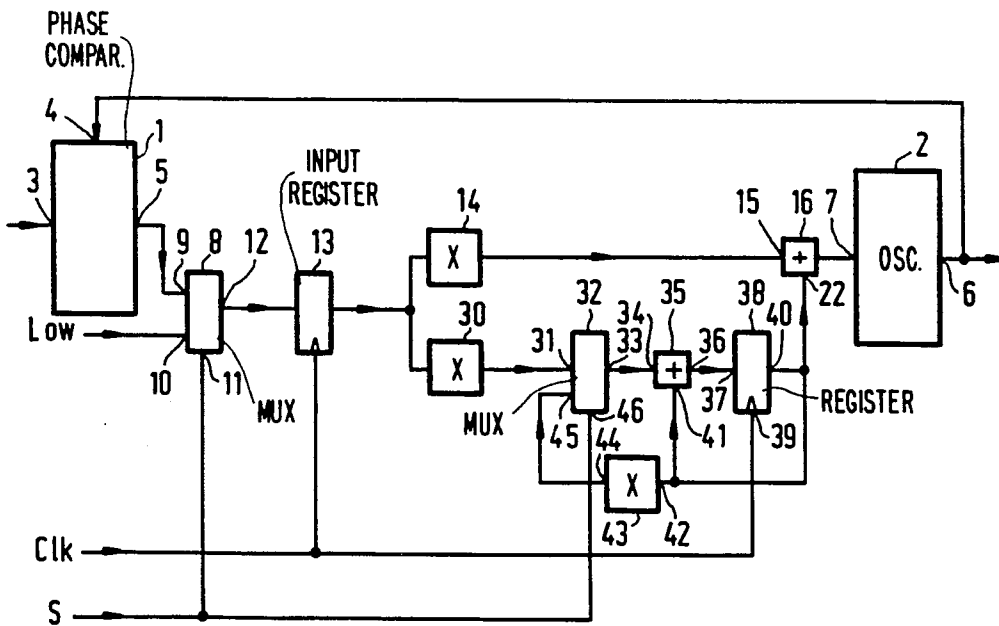 PHASE
COMPAR.
4
1
3
5
INPUT
REGISTER
2
14
15
16
7
9
8
12
13
X
+
OSC.
22
6
Low
30
32
35
38
31
33
34
36
40
10
11
X
+
MUX
MUX
45
46
37
REGISTER
41
39
44
X
42
43
Clk
S